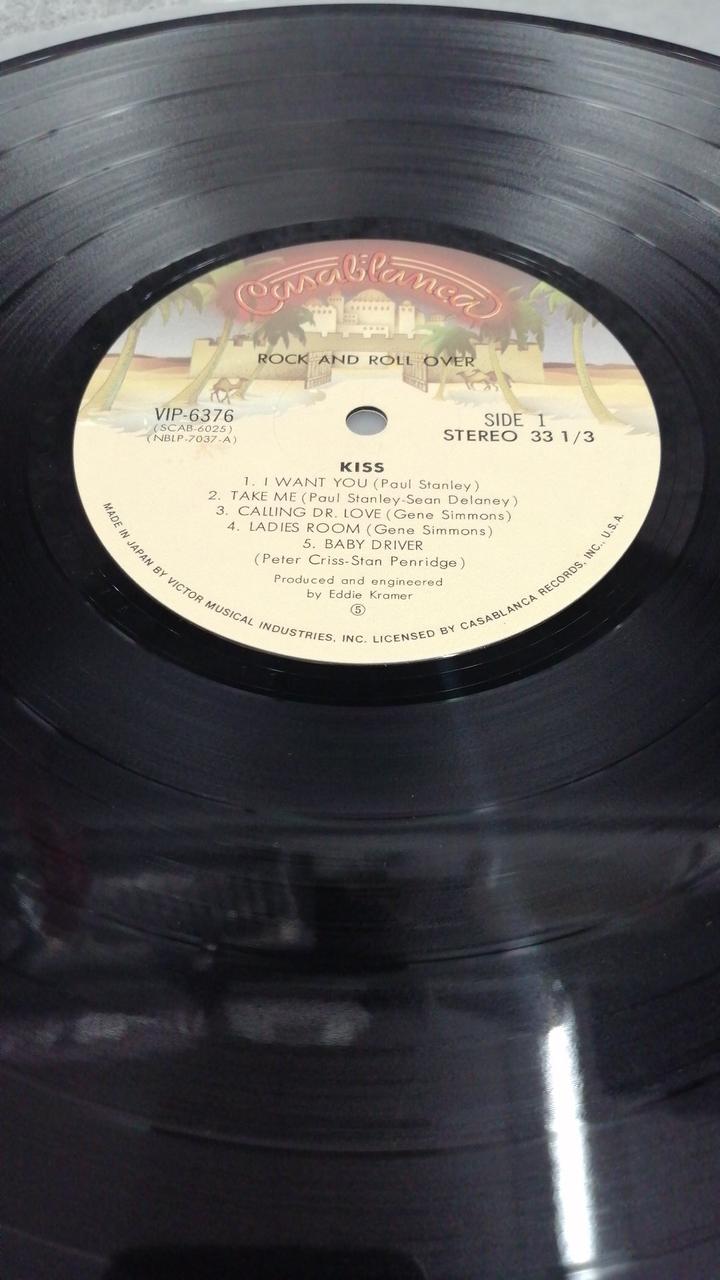 Casablanca
ROCK AND ROLL OVER
VIP-6376
(SCAB-6025)
(NBLP-7037-A)
SIDE 1
STEREO 33 1/3
KISS
1. I WANT YOU (Paul Stanley)
2. TAKE ME (Paul Stanley-Sean Delaney)
3. CALLING DR. LOVE (Gene Simmons)
4. LADIES ROOM (Gene Simmons)
5. BABY DRIVER
(Peter Criss-Stan Penridge)
Produced and engineered
by Eddie Kramer
⑤
MADE IN JAPAN BY VICTOR MUSICAL INDUSTRIES, INC. LICENSED BY CASABLANCA RECORDS, INC., U.S.A.